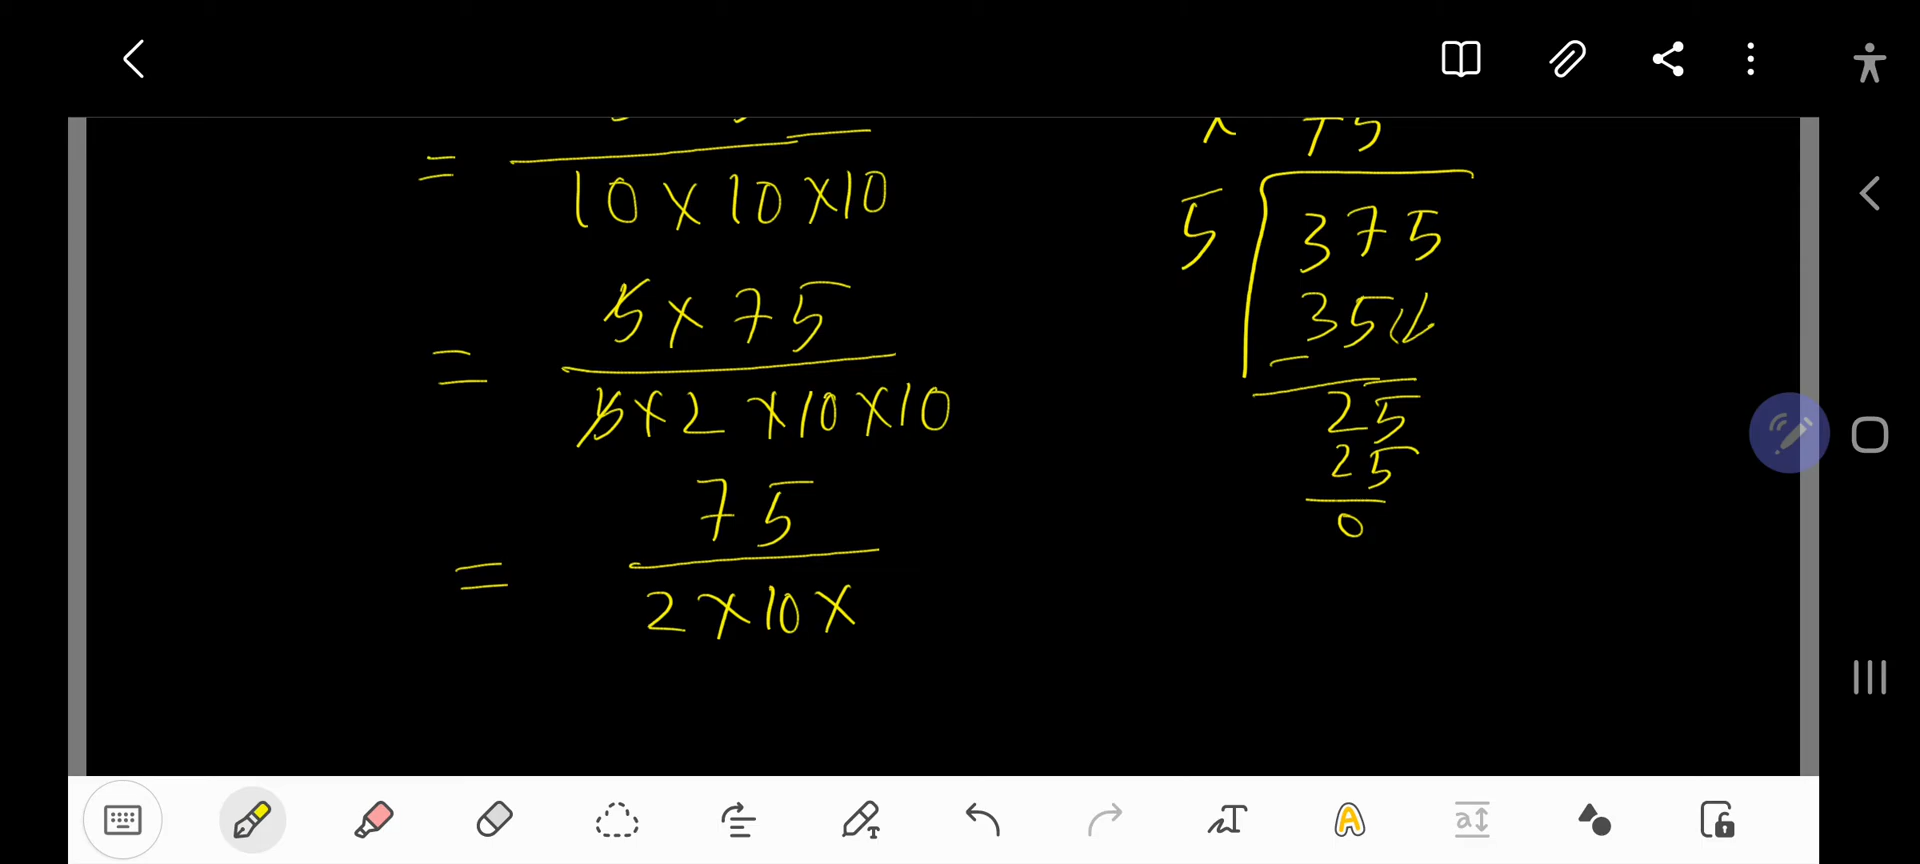 = 10 × 10 × 10
= 5 × 75
5 × 2 × 10 × 10
= 75
2 × 10 ×
75
5 375
35↓
-
25
25
0